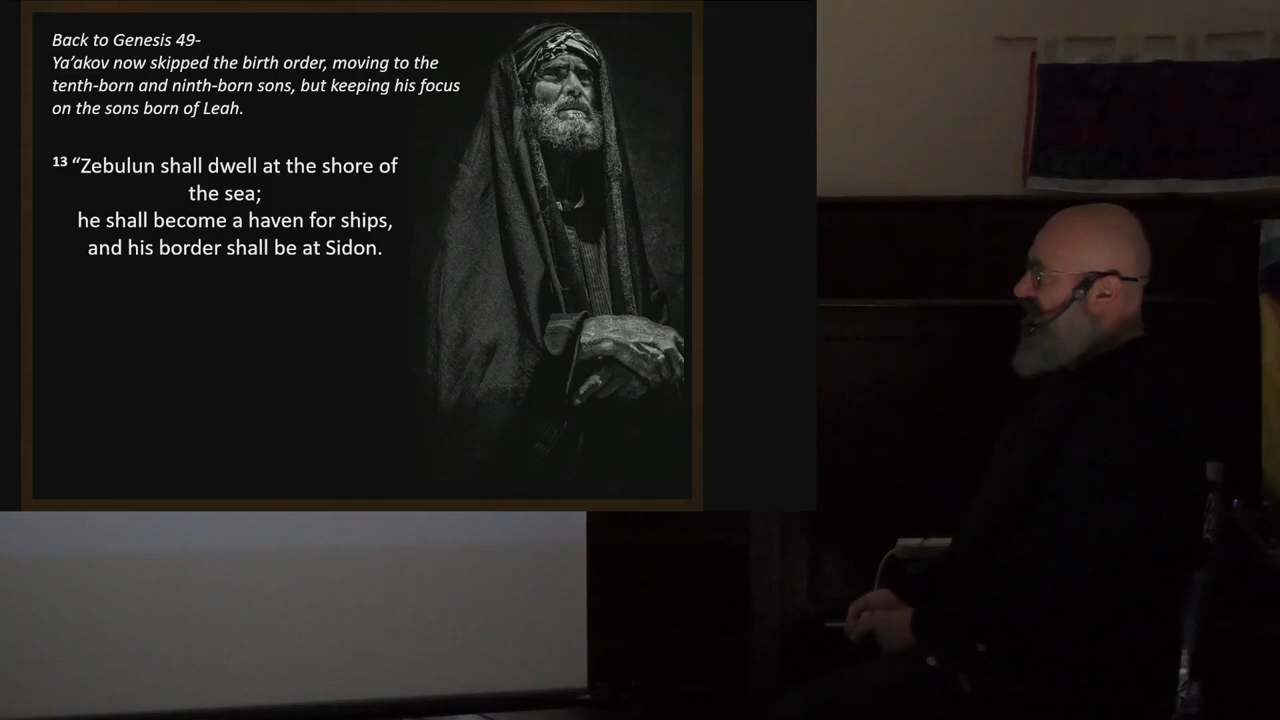 Back to Genesis 49-
Ya’akov now skipped the birth order, moving to the
tenth-born and ninth-born sons, but keeping his focus
on the sons born of Leah.
13 “Zebulun shall dwell at the shore of
the sea;
he shall become a haven for ships,
and his border shall be at Sidon.